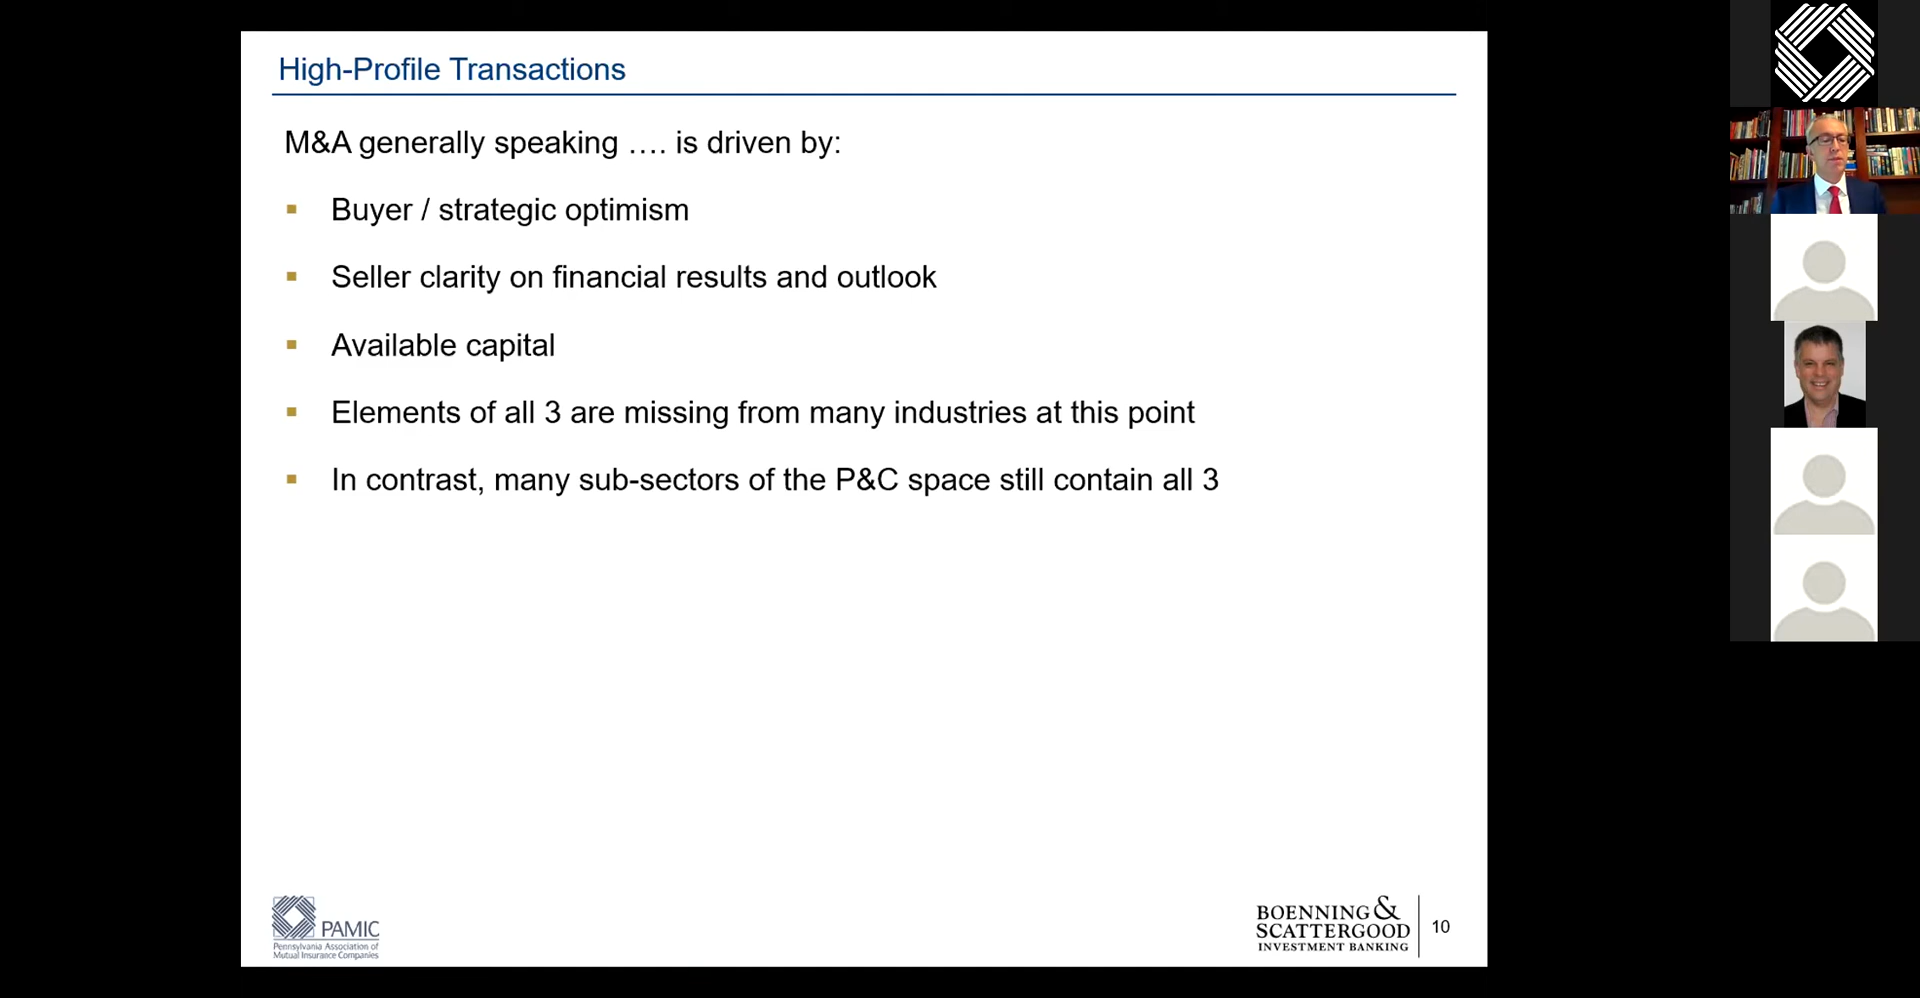 High-Profile Transactions
M&A generally speaking …. is driven by:
Buyer / strategic optimism
Seller clarity on financial results and outlook
Available capital
Elements of all 3 are missing from many industries at this point
In contrast, many sub-sectors of the P&C space still contain all 3
PAMIC
Pennsylvania Association of
Mutual Insurance Companies
BOENNING &
SCATTERGOOD
INVESTMENT BANKING
10